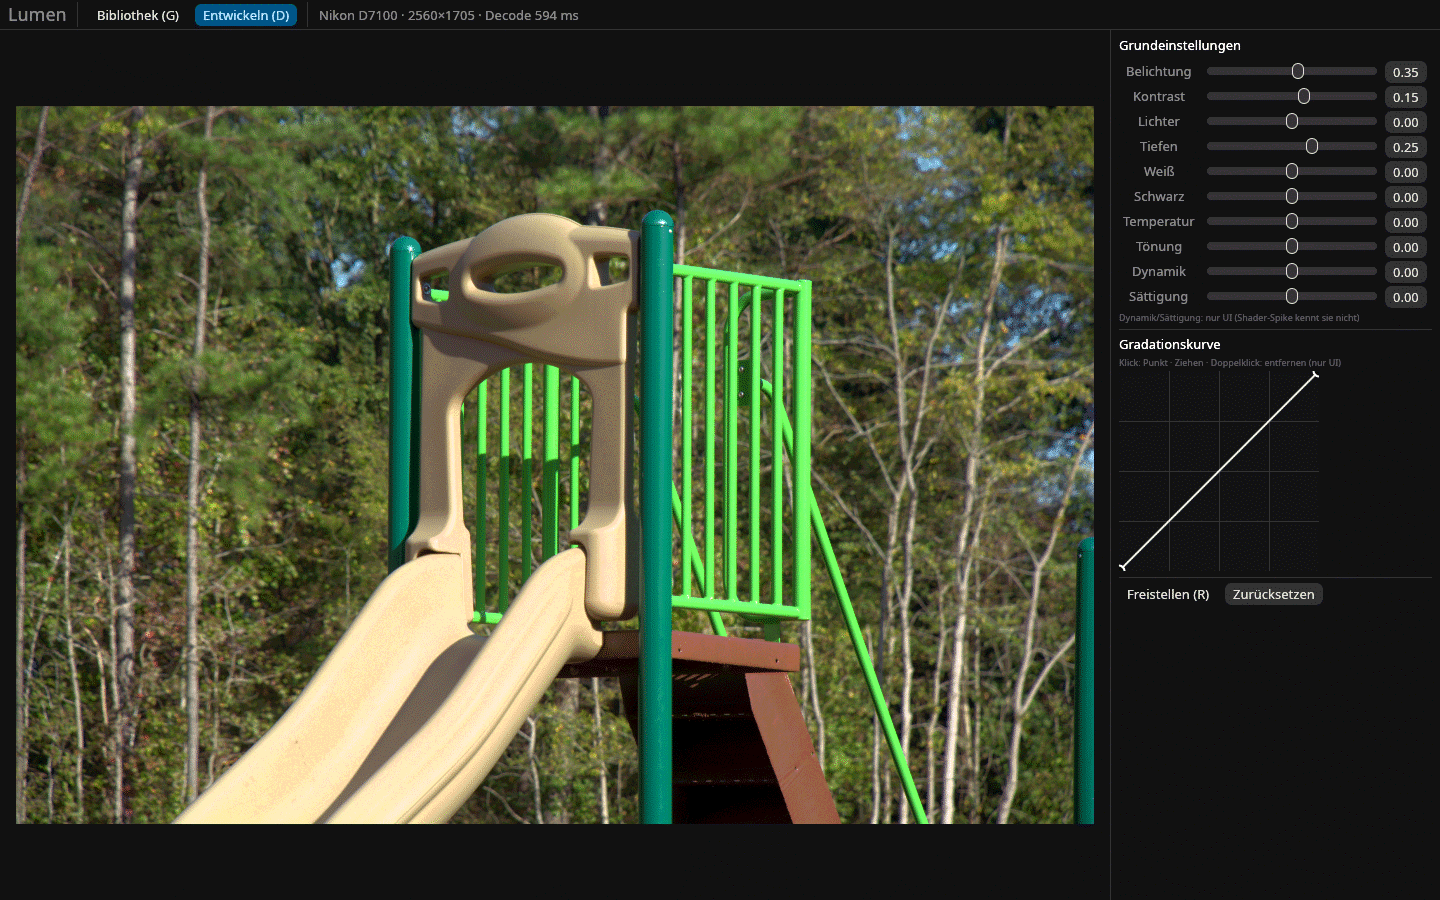 Lumen Bibliothek (G) Entwickeln (D) Nikon D7100 · 2560×1705 · Decode 594 ms
Grundeinstellungen
Belichtung 0.35
Kontrast 0.15
Lichter 0.00
Tiefen 0.25
Weiß 0.00
Schwarz 0.00
Temperatur 0.00
Tönung 0.00
Dynamik 0.00
Sättigung 0.00
Dynamik/Sättigung: nur UI (Shader-Spike kennt sie nicht)
Gradationskurve
Klick: Punkt · Ziehen · Doppelklick: entfernen (nur UI)
Freistellen (R) Zurücksetzen